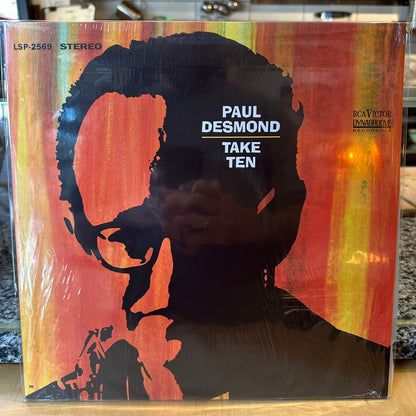 LSP-2569 STEREO
PAUL
DESMOND
TAKE
TEN
RCA VICTOR
DYNAGROOVE
RECORDING